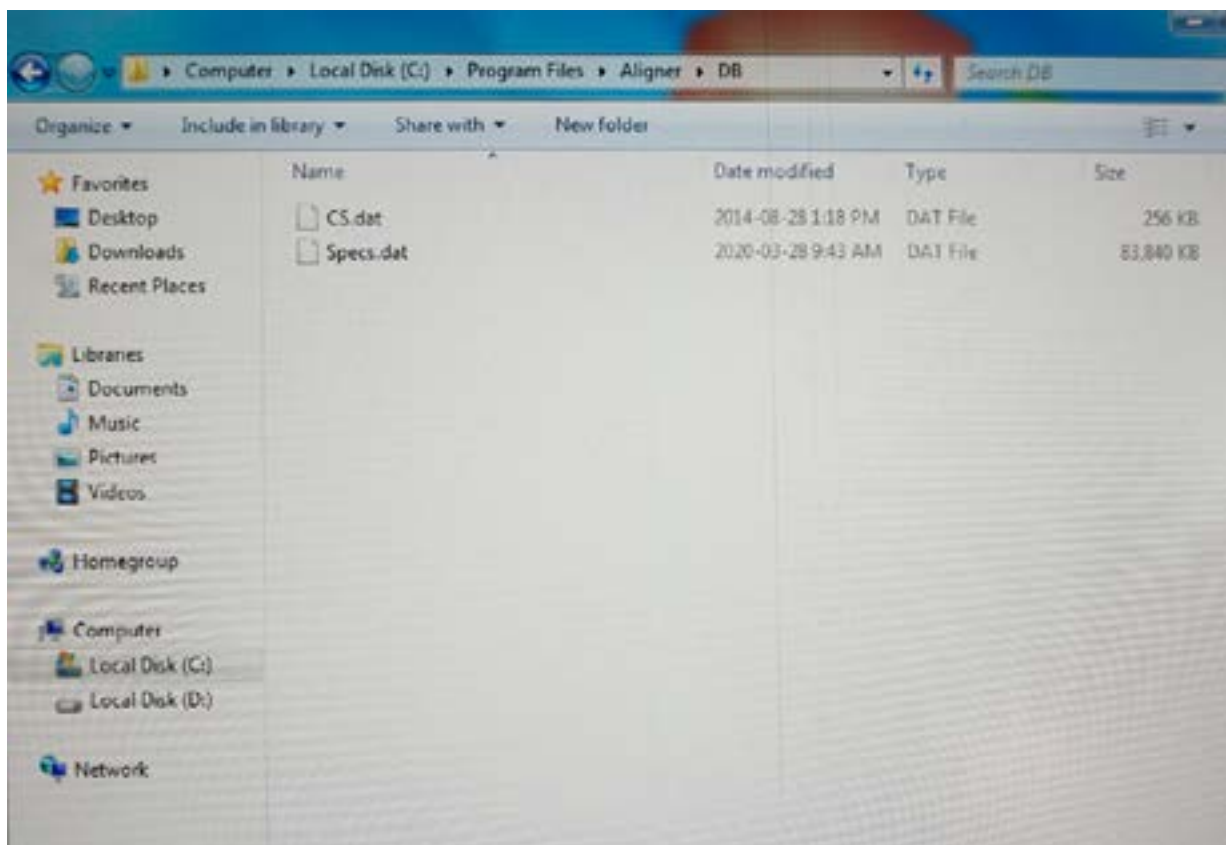 Computer Local Disk (C:) Program Files Aligner DB Search DB
Organize Include in library Share with New folder
Name Date modified Type Size
Favorites
Desktop CS.dat 2014-08-28 1:18 PM DAT File 256 KB
Downloads Specs.dat 2020-03-28 9:43 AM DAT File 83,840 KB
Recent Places
Libraries
Documents
Music
Pictures
Videos
Homegroup
Computer
Local Disk (C:)
Local Disk (D:)
Network